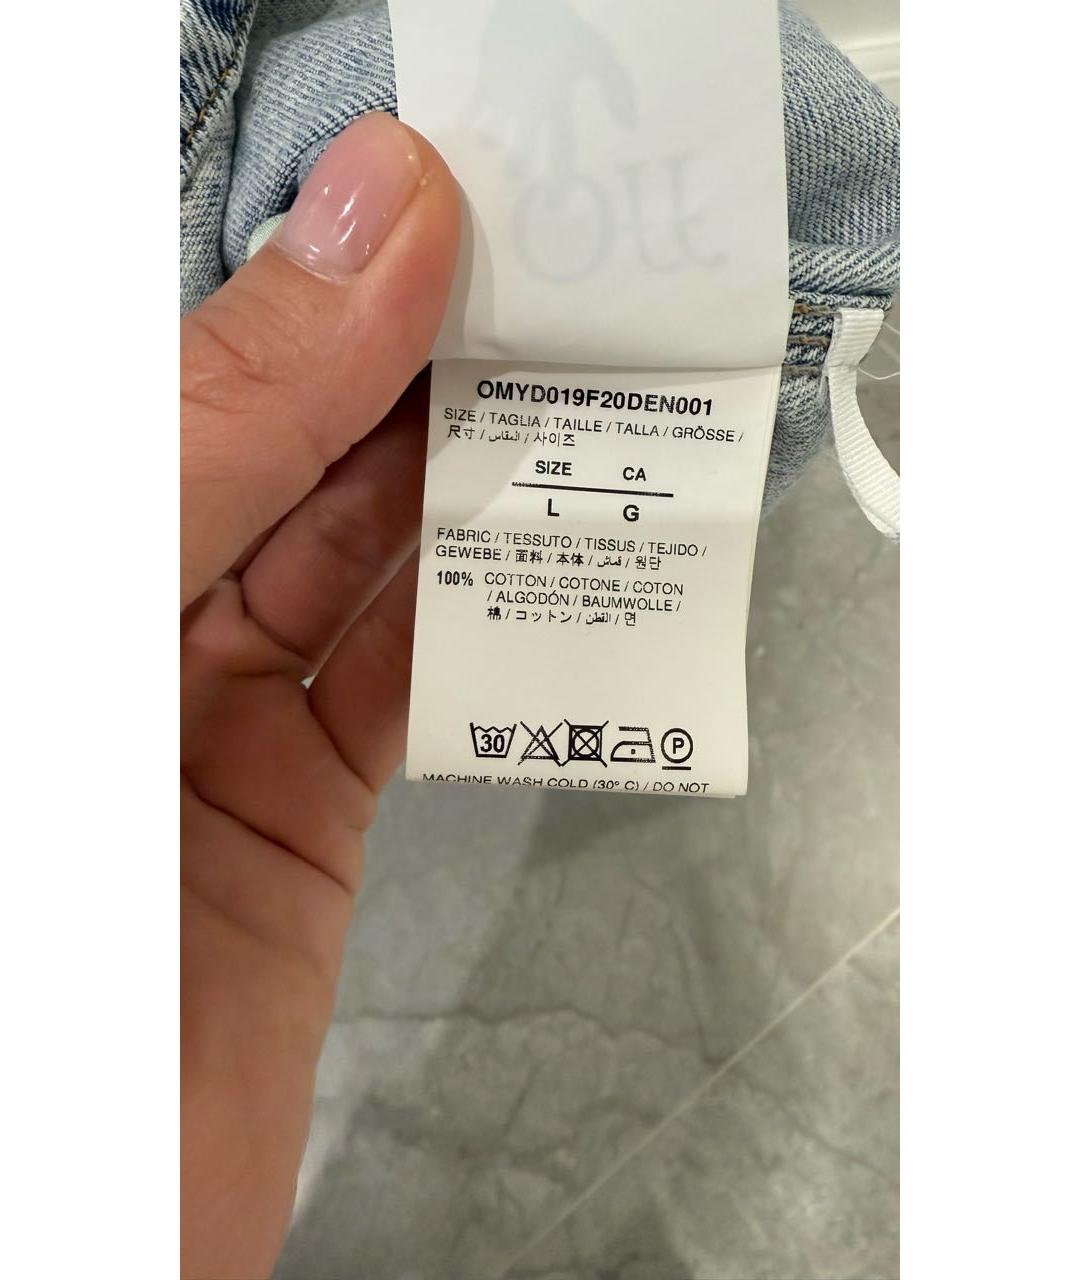 Off
OMYD019F20DEN001
SIZE / TAGLIA / TAILLE / TALLA / GRÖSSE /
尺寸 / المقاس / 사이즈
SIZE CA
L G
FABRIC / TESSUTO / TISSUS / TEJIDO /
GEWEBE / 面料 / 本体 / قماش / 원단
100% COTTON / COTONE / COTON
/ ALGODÓN / BAUMWOLLE /
棉 / コットン / القطن / 면
30 P
MACHINE WASH COLD (30° C) / DO NOT